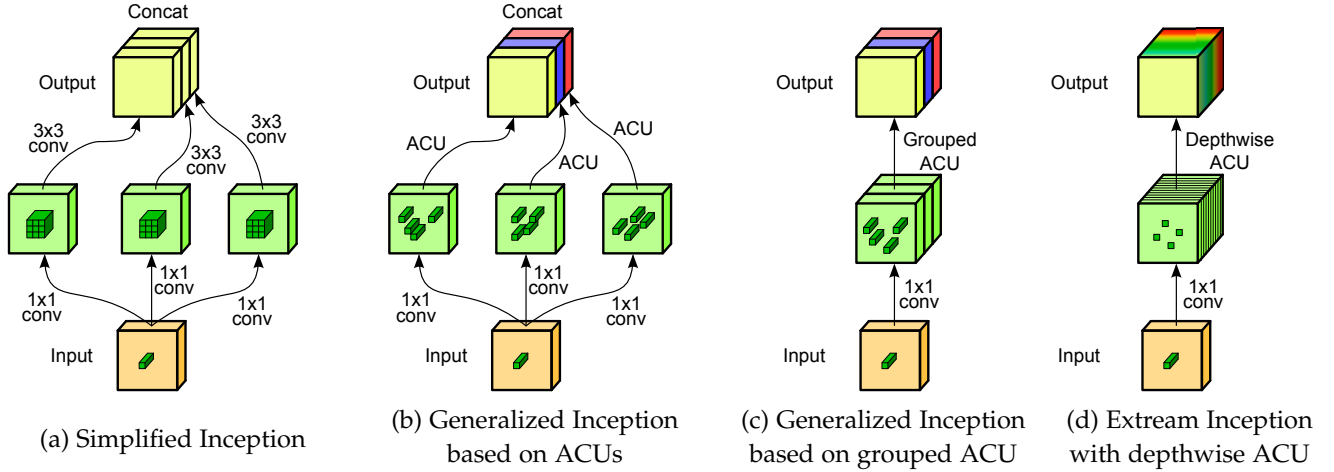 Concat
Output
3x3
conv
3x3
conv
3x3
conv
1x1
conv
1x1
conv
1x1
conv
Input
(a) Simplified Inception
Concat
Output
ACU
ACU
ACU
1x1
conv
1x1
conv
1x1
conv
Input
(b) Generalized Inception
based on ACUs
Output
Grouped
ACU
1x1
conv
Input
(c) Generalized Inception
based on grouped ACU
Output
Depthwise
ACU
1x1
conv
Input
(d) Extream Inception
with depthwise ACU